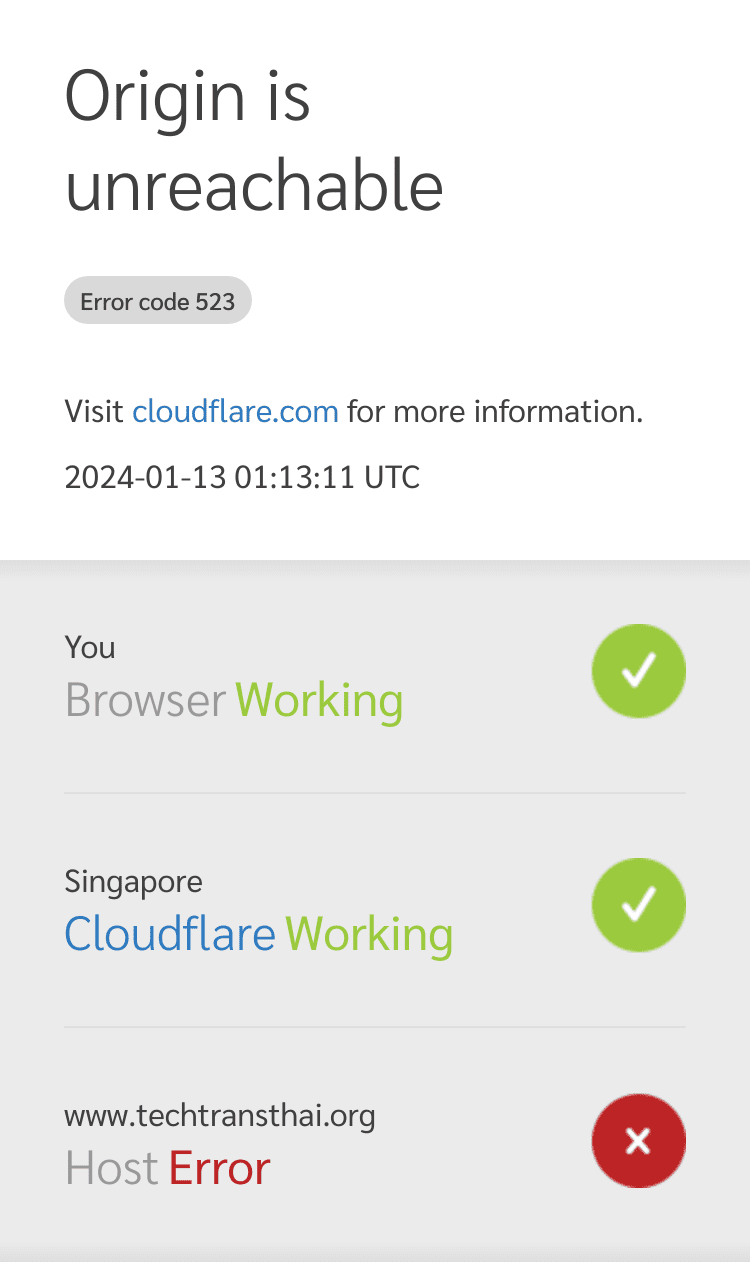 Origin is
unreachable
Error code 523
Visit cloudflare.com for more information.
2024-01-13 01:13:11 UTC
You
Browser Working
Singapore
Cloudflare Working
www.techtransthai.org
Host Error